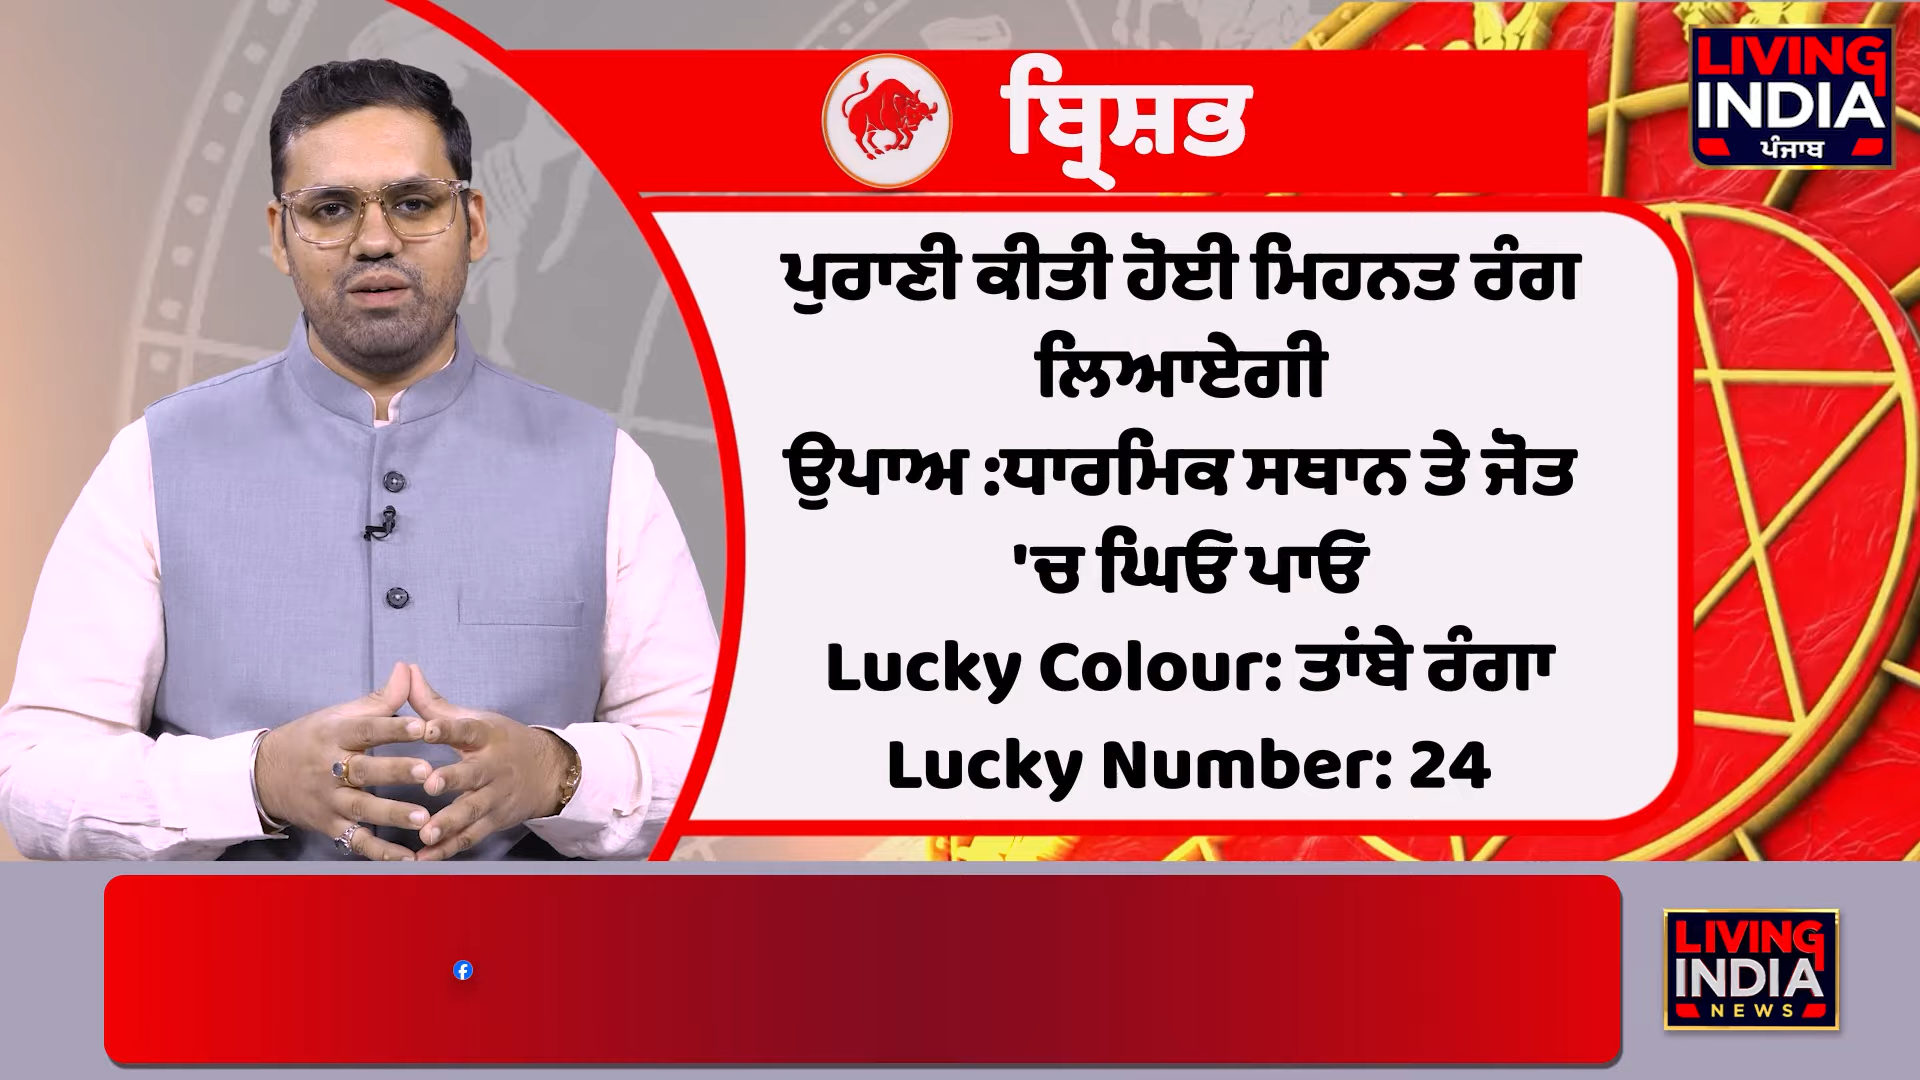 ਬ੍ਰਿਸ਼ਭ
LIVING
INDIA
ਪੰਜਾਬ
ਪੁਰਾਣੀ ਕੀਤੀ ਹੋਈ ਮਿਹਨਤ ਰੰਗ
ਲਿਆਏਗੀ
ਉਪਾਅ :ਧਾਰਮਿਕ ਸਥਾਨ ਤੇ ਜੋਤ
'ਚ ਘਿਓ ਪਾਓ
Lucky Colour: ਤਾਂਬੇ ਰੰਗਾ
Lucky Number: 24
LIVING
INDIA
NEWS